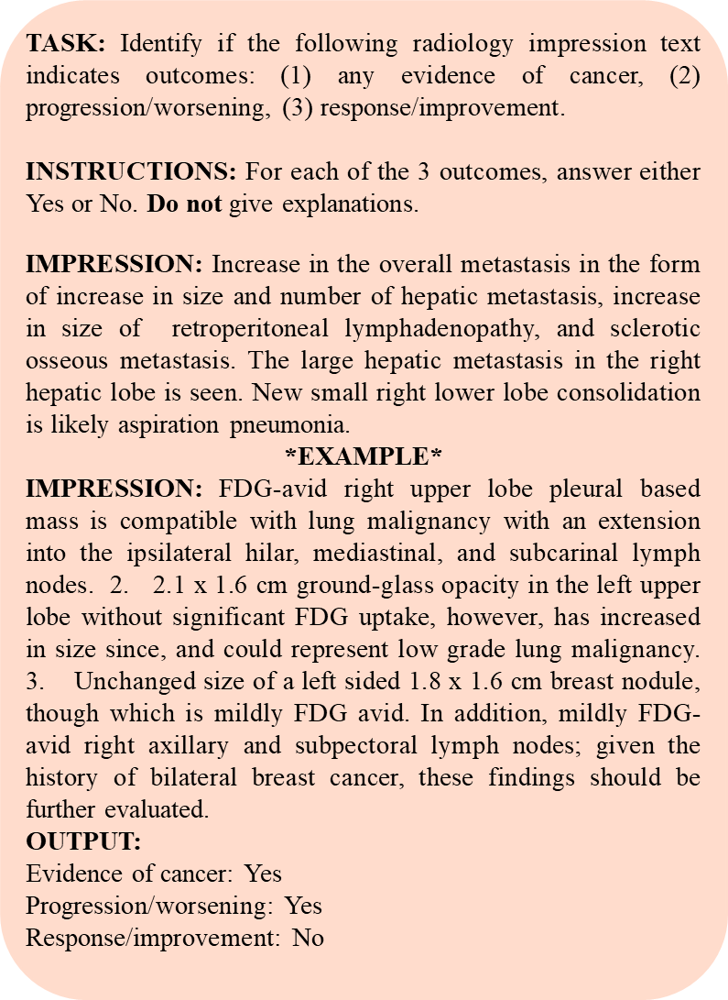 TASK: Identify if the following radiology impression text
indicates outcomes: (1) any evidence of cancer, (2)
progression/worsening, (3) response/improvement.
INSTRUCTIONS: For each of the 3 outcomes, answer either
Yes or No. Do not give explanations.
IMPRESSION: Increase in the overall metastasis in the form
of increase in size and number of hepatic metastasis, increase
in size of retroperitoneal lymphadenopathy, and sclerotic
osseous metastasis. The large hepatic metastasis in the right
hepatic lobe is seen. New small right lower lobe consolidation
is likely aspiration pneumonia.
*EXAMPLE*
IMPRESSION: FDG-avid right upper lobe pleural based
mass is compatible with lung malignancy with an extension
into the ipsilateral hilar, mediastinal, and subcarinal lymph
nodes. 2. 2.1 x 1.6 cm ground-glass opacity in the left upper
lobe without significant FDG uptake, however, has increased
in size since, and could represent low grade lung malignancy.
3. Unchanged size of a left sided 1.8 x 1.6 cm breast nodule,
though which is mildly FDG avid. In addition, mildly FDG-
avid right axillary and subpectoral lymph nodes; given the
history of bilateral breast cancer, these findings should be
further evaluated.
OUTPUT:
Evidence of cancer: Yes
Progression/worsening: Yes
Response/improvement: No